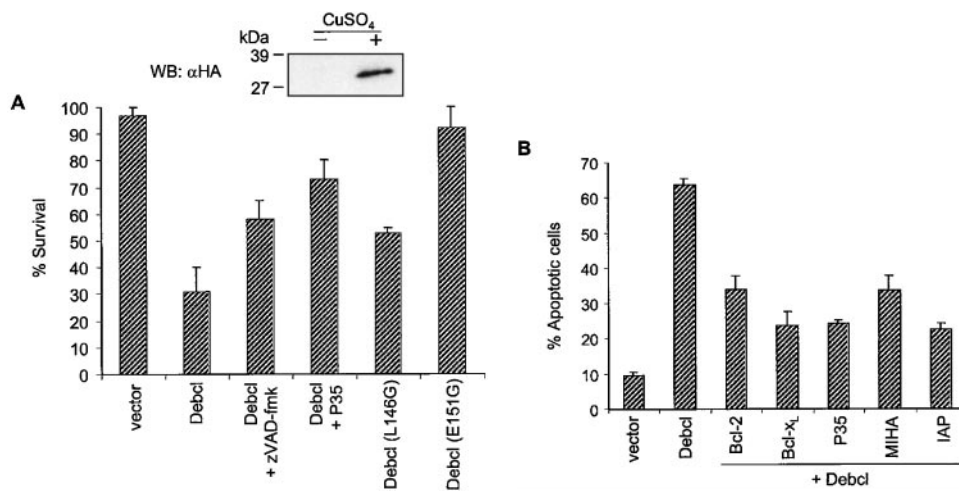 CuSO4
kDa − +
39
WB: αHA
27
A
100
90
80
70
60
50
40
30
20
10
0
% Survival
vector
Debcl
Debcl + zVAD-fmk
Debcl + P35
Debcl (L146G)
Debcl (E151G)
B
70
60
50
40
30
20
10
0
% Apoptotic cells
vector
Debcl
Bcl-2
Bcl-xL
P35
MIHA
IAP
+ Debcl